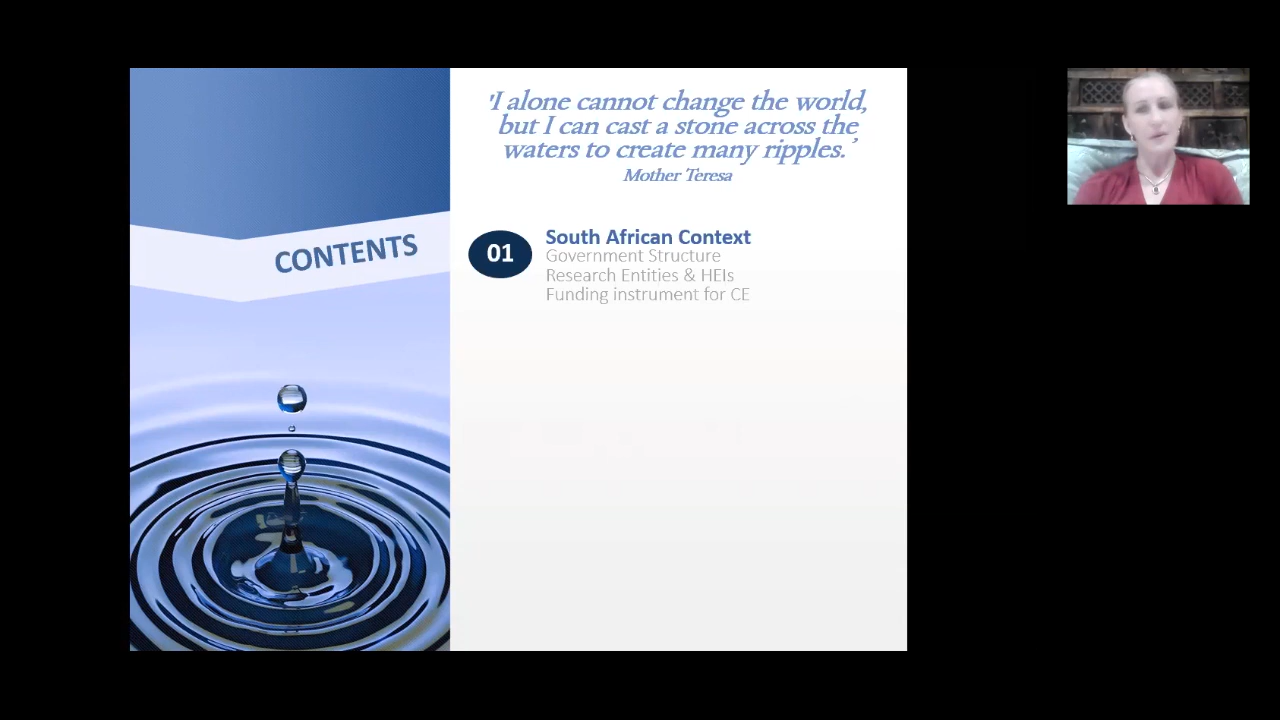 'I alone cannot change the world,
but I can cast a stone across the
waters to create many ripples.'
Mother Teresa
CONTENTS
01
South African Context
Government Structure
Research Entities & HEIs
Funding instrument for CE